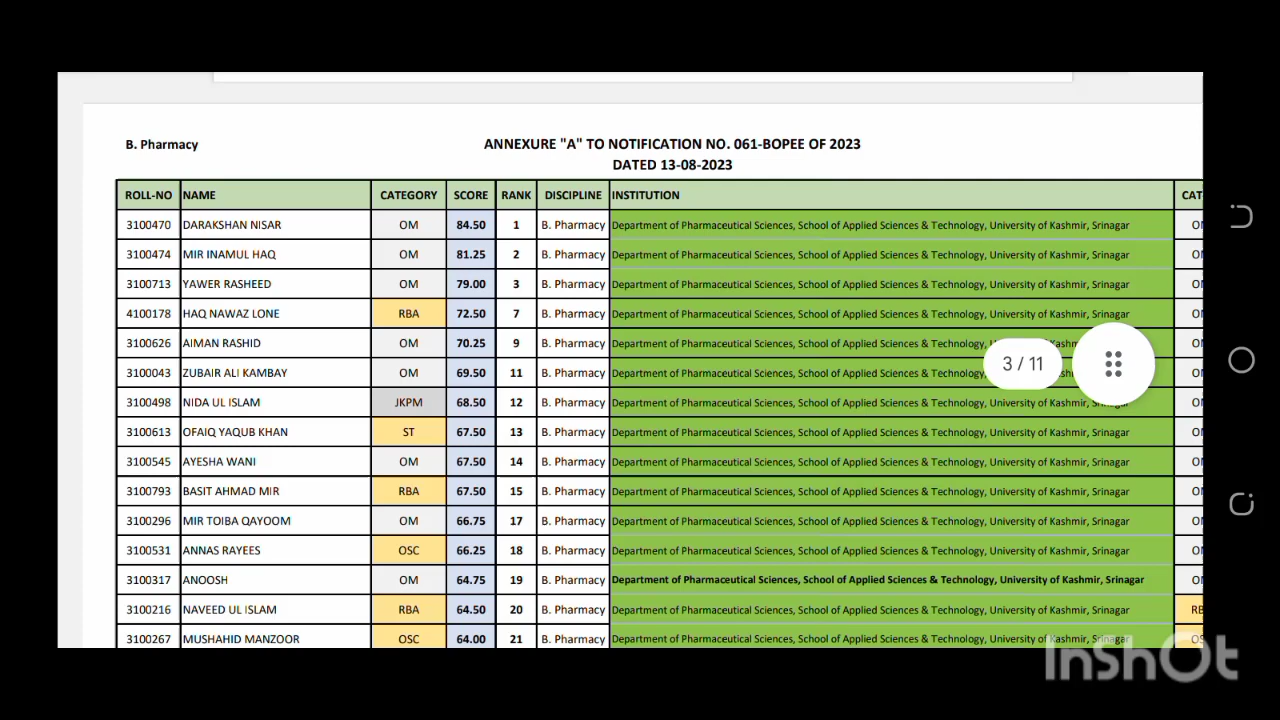 B. Pharmacy
ANNEXURE "A" TO NOTIFICATION NO. 061-BOPEE OF 2023
DATED 13-08-2023
ROLL-NO NAME CATEGORY SCORE RANK DISCIPLINE INSTITUTION CAT
3100470 DARAKSHAN NISAR OM 84.50 1 B. Pharmacy Department of Pharmaceutical Sciences, School of Applied Sciences & Technology, University of Kashmir, Srinagar
3100474 MIR INAMUL HAQ OM 81.25 2 B. Pharmacy Department of Pharmaceutical Sciences, School of Applied Sciences & Technology, University of Kashmir, Srinagar
3100713 YAWER RASHEED OM 79.00 3 B. Pharmacy Department of Pharmaceutical Sciences, School of Applied Sciences & Technology, University of Kashmir, Srinagar
4100178 HAQ NAWAZ LONE RBA 72.50 7 B. Pharmacy Department of Pharmaceutical Sciences, School of Applied Sciences & Technology, University of Kashmir, Srinagar
3100626 AIMAN RASHID OM 70.25 9 B. Pharmacy Department of Pharmaceutical Sciences, School of Applied Sciences & Technology,
3100043 ZUBAIR ALI KAMBAY OM 69.50 11 B. Pharmacy Department of Pharmaceutical Sciences, School of Applied Sciences & Technology,
3 / 11
3100498 NIDA UL ISLAM JKPM 68.50 12 B. Pharmacy Department of Pharmaceutical Sciences, School of Applied Sciences & Technology, University of Kashmir, Srinagar
3100613 OFAIQ YAQUB KHAN ST 67.50 13 B. Pharmacy Department of Pharmaceutical Sciences, School of Applied Sciences & Technology, University of Kashmir, Srinagar
3100545 AYESHA WANI OM 67.50 14 B. Pharmacy Department of Pharmaceutical Sciences, School of Applied Sciences & Technology, University of Kashmir, Srinagar
3100793 BASIT AHMAD MIR RBA 67.50 15 B. Pharmacy Department of Pharmaceutical Sciences, School of Applied Sciences & Technology, University of Kashmir, Srinagar
3100296 MIR TOIBA QAYOOM OM 66.75 17 B. Pharmacy Department of Pharmaceutical Sciences, School of Applied Sciences & Technology, University of Kashmir, Srinagar
3100531 ANNAS RAYEES OSC 66.25 18 B. Pharmacy Department of Pharmaceutical Sciences, School of Applied Sciences & Technology, University of Kashmir, Srinagar
3100317 ANOOSH OM 64.75 19 B. Pharmacy Department of Pharmaceutical Sciences, School of Applied Sciences & Technology, University of Kashmir, Srinagar
3100216 NAVEED UL ISLAM RBA 64.50 20 B. Pharmacy Department of Pharmaceutical Sciences, School of Applied Sciences & Technology, University of Kashmir, Srinagar
3100267 MUSHAHID MANZOOR OSC 64.00 21 B. Pharmacy Department of Pharmaceutical Sciences, School of Applied Sciences & Technology, University of Kashmir, Srinagar
InShOt